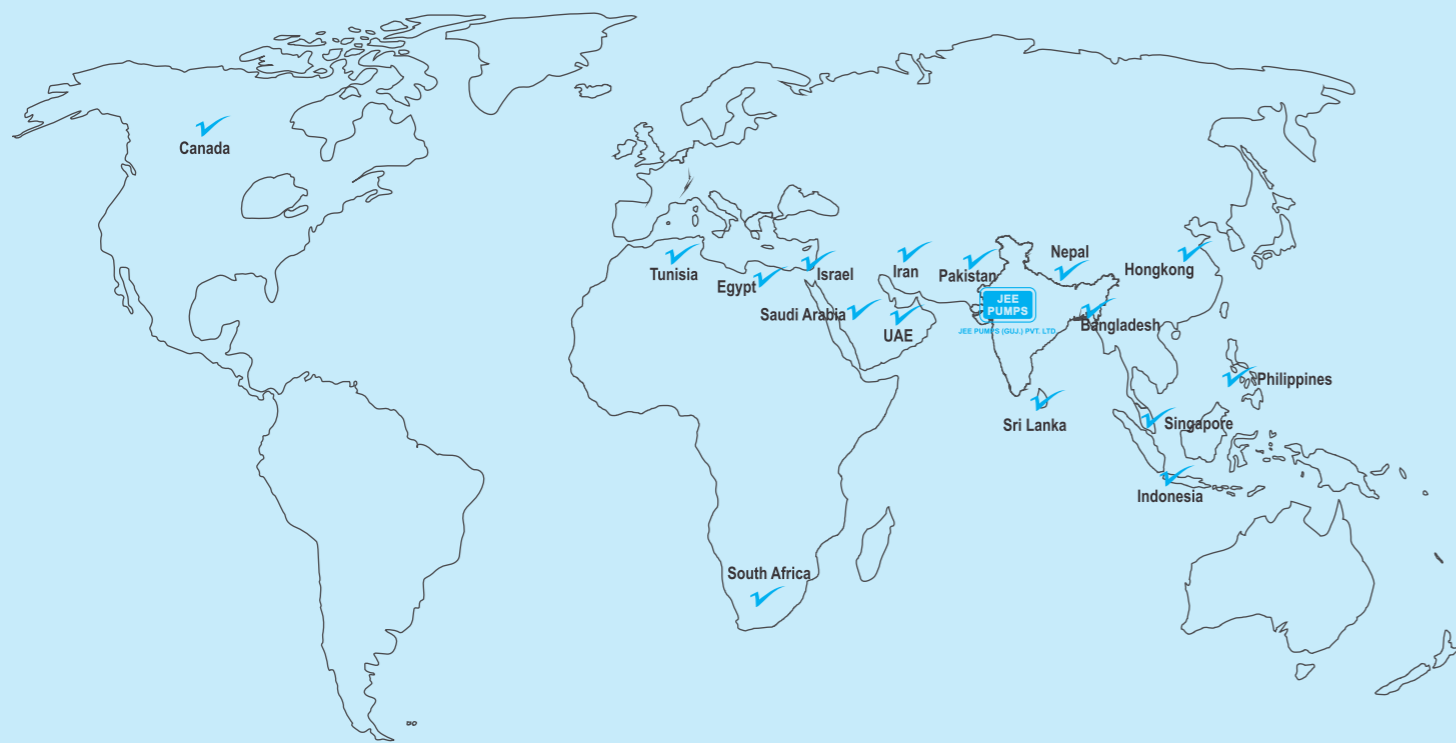 Canada
Tunisia
Egypt
Israel
Saudi Arabia
Iran
UAE
Pakistan
Nepal
JEE
PUMPS
JEE PUMPS (GUJ.) PVT. LTD
Bangladesh
Hongkong
Philippines
Sri Lanka
Singapore
Indonesia
South Africa